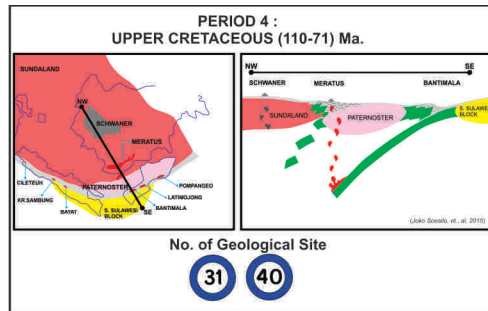 PERIOD 4 :
UPPER CRETACEOUS (110-71) Ma.
SUNDALAND
NW
SCHWANER
MERATUS
PATERNOSTER
CILETEUH
KR.SAMBUNG
BAYAT
S. SULAWESI
BLOCK
SE
POMPANGEO
LATIMOJONG
BANTIMALA
NW
SE
SCHWANER
MERATUS
BANTIMALA
SUNDALAND
PATERNOSTER
S. SULAWESI
BLOCK
(Joko Soesilo, et., al. 2015)
No. of Geological Site
31
40